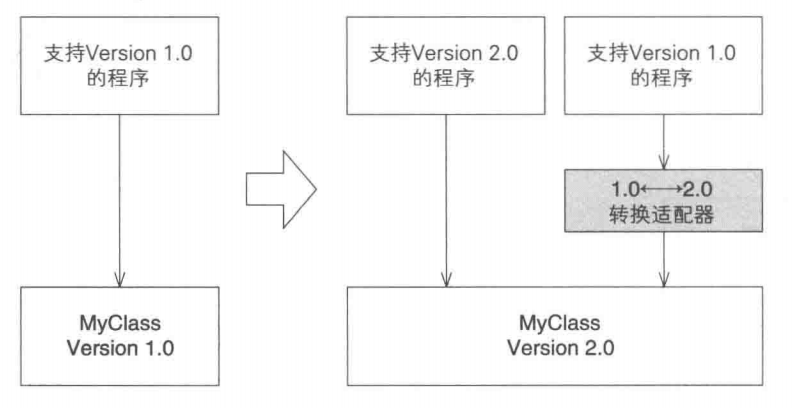 支持Version 1.0
的程序
支持Version 2.0
的程序
支持Version 1.0
的程序
1.0⟷2.0
转换适配器
MyClass
Version 1.0
MyClass
Version 2.0